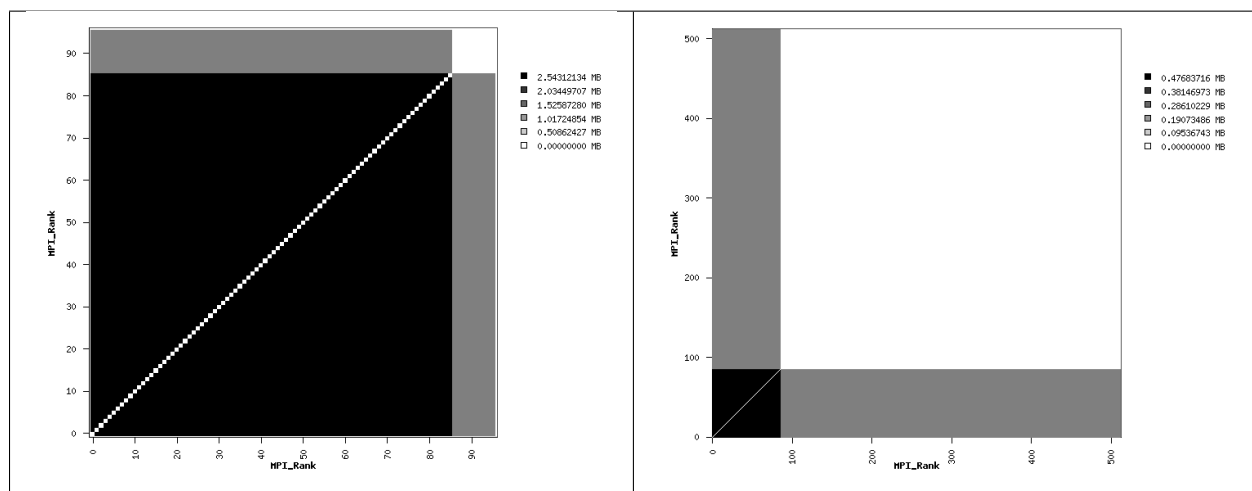 90
80
70
60
50
40
30
20
10
0
MPI_Rank
0 10 20 30 40 50 60 70 80 90
MPI_Rank
2.54312134 MB
2.03449707 MB
1.52587280 MB
1.01724854 MB
0.50862427 MB
0.00000000 MB
500
400
300
200
100
0
MPI_Rank
0 100 200 300 400 500
MPI_Rank
0.47683716 MB
0.38146973 MB
0.28610229 MB
0.19073486 MB
0.09536743 MB
0.00000000 MB